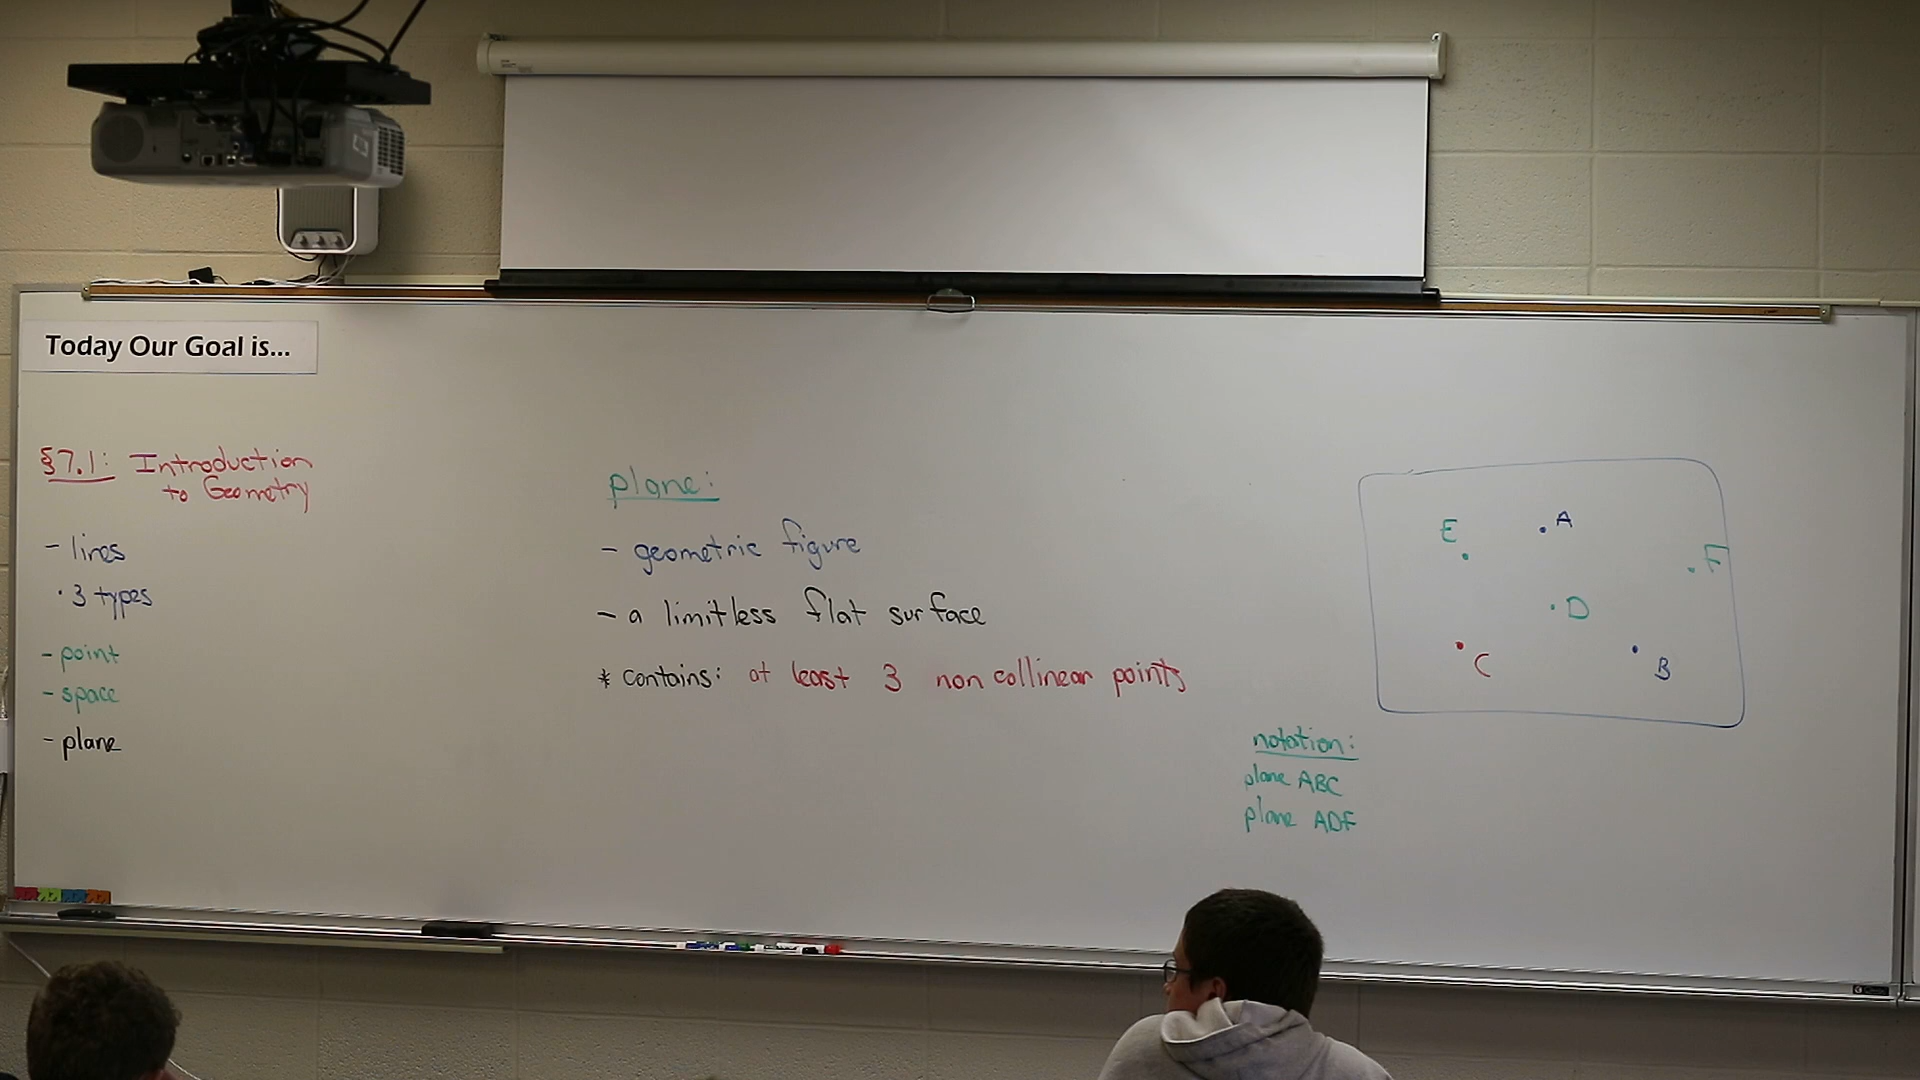 Today Our Goal is...
§7.1: Introduction
to Geometry
- lines
· 3 types
- point
- space
- plane
plane:
- geometric figure
- a limitless flat surface
* contains: at least 3 non collinear points
E
A
F
D
C
B
notation:
plane ABC
plane ADF